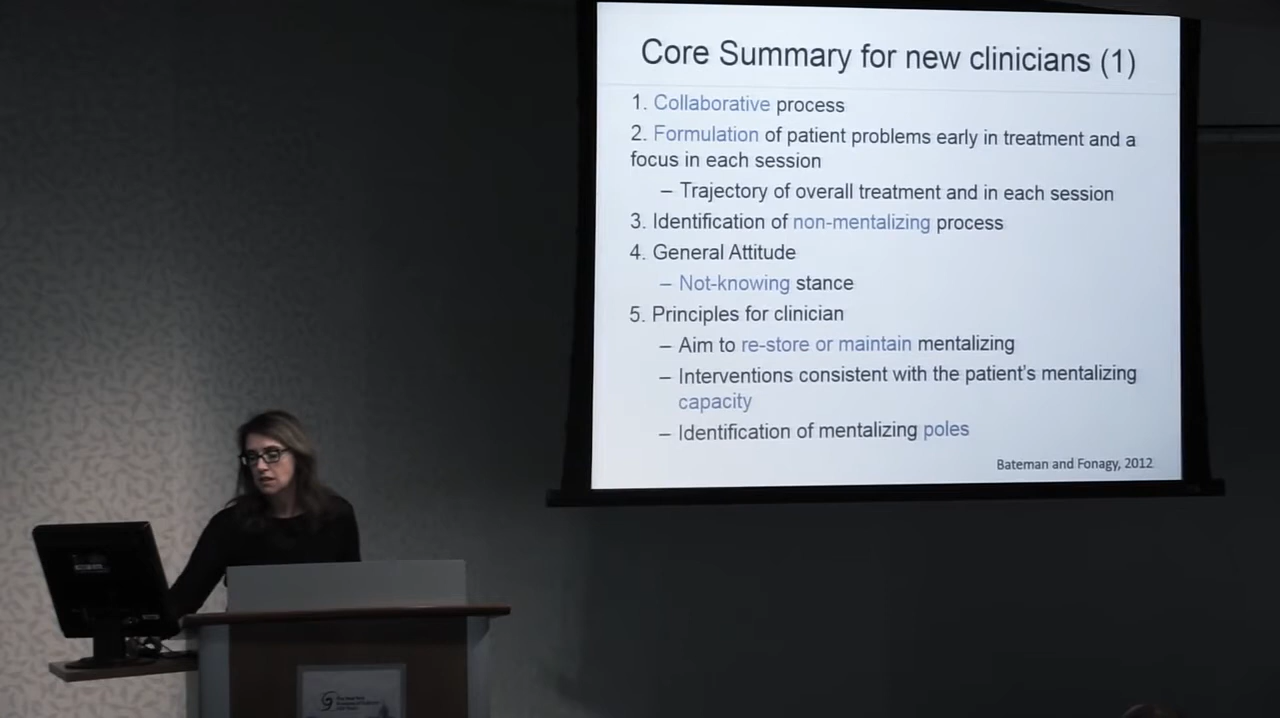 Core Summary for new clinicians (1)
1. Collaborative process
2. Formulation of patient problems early in treatment and a
focus in each session
– Trajectory of overall treatment and in each session
3. Identification of non-mentalizing process
4. General Attitude
– Not-knowing stance
5. Principles for clinician
– Aim to re-store or maintain mentalizing
– Interventions consistent with the patient's mentalizing
capacity
– Identification of mentalizing poles
Bateman and Fonagy, 2012
The New York